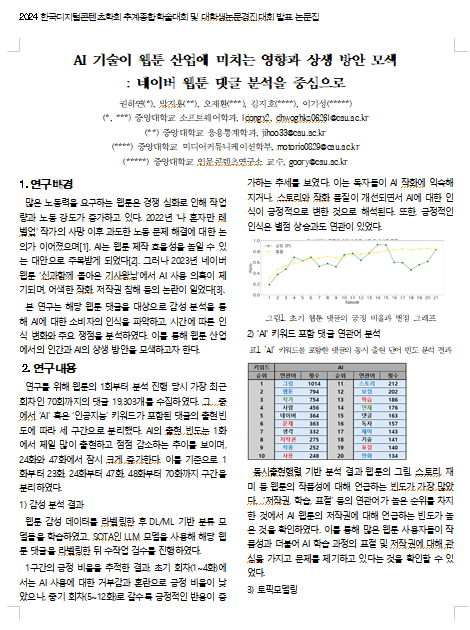 2024 한국디지털콘텐츠학회 추계종합학술대회 및 대학생논문경진대회 발표 논문집
AI 기술이 웹툰 산업에 미치는 영향과 상생 방안 모색
: 네이버 웹툰 댓글 분석을 중심으로
권하연(*), 박지훈(**), 오재환(***), 김지호(****), 이기성(*****)
(*, ***) 중앙대학교 소프트웨어학과,
(**) 중앙대학교 응용통계학과, jihoo33@cau.ac.kr
(****) 중앙대학교 미디어커뮤니케이션학부, motorio0829@cau.ac.kr
(*****) 중앙대학교 인문콘텐츠연구소 교수, goory@cau.ac.kr
1. 연구배경
많은 노동력을 요구하는 웹툰은 경쟁 심화로 인해 작업
량과 노동 강도가 증가하고 있다. 2022년 '나 혼자만 레
벨업' 작가의 사망 이후 과도한 노동 문제 해결에 대한 논
의가 이어졌으며[1], AI는 웹툰 제작 효율성을 높일 수 있
는 대안으로 주목받게 되었다[2]. 그러나 2023년 네이버
웹툰 '신과함께 돌아온 기사왕님'에서 AI 사용 의혹이 제
기되며, 어색한 작화, 저작권 침해 등의 논란이 일었다[3].
본 연구는 해당 웹툰 댓글을 대상으로 감성 분석을 통
해 AI에 대한 소비자의 인식을 파악하고, 시간에 따른 인
식 변화와 주요 쟁점을 분석하였다. 이를 통해 웹툰 산업
에서의 인간과 AI의 상생 방안을 모색하고자 한다.
2. 연구내용
연구를 위해 웹툰의 1회부터 분석 진행 당시 가장 최근
회차인 70회까지의 댓글 19,303개를 수집하였다. 그 중
에서 'AI' 혹은 '인공지능' 키워드가 포함된 댓글의 출현빈
도에 따라 세 구간으로 분리했다. AI의 출현 빈도는 1화
에서 제일 많이 출현하고 점점 감소하는 추이를 보이며,
24화와 47화에서 잠시 크게 증가한다. 이를 기준으로 1
화부터 23화, 24화부터 47화, 48화부터 70화까지 구간을
분리하였다.
1) 감성 분석 결과
웹툰 감성 데이터를 라벨링한 후 DL/ML 기반 분류 모
델들을 학습하였고, SOTA인 LLM 모델을 사용해 해당 웹
툰 댓글을 라벨링한 뒤 수작업 검수를 진행하였다.
1구간의 긍정 비율을 추적한 결과, 초기 회차(1~4화)에
서는 AI 사용에 대한 거부감과 혼란으로 긍정 비율이 낮
았으나, 중기 회차(5~12화)로 갈수록 긍정적인 반응이 증
가하는 추세를 보였다. 이는 독자들이 AI 작화에 익숙해
지거나, 스토리와 작화 품질이 개선되면서 AI에 대한 인
식이 긍정적으로 변한 것으로 해석된다. 또한, 긍정적인
인식은 별점 상승과도 연관이 있었다.
1 2 3 4 5 6 7 8 9 10 11 12 13 14 15 16 17 18 19 20 21
그림1. 초기 웹툰 댓글의 긍정 비율과 별점 그래프
2) 'AI' 키워드 포함 댓글 연관어 분석
표1. 'AI' 키워드를 포함한 댓글의 동시 출현 단어 빈도 분석 결과
키워드 AI
순위 연관어 횟수 순위 연관어 횟수
1 그림 1014 11 스토리 212
2 웹툰 794 12 보정 202
3 작가 754 13 학습 186
4 사람 456 14 인재 176
5 네이버 364 15 댓글 163
6 문제 363 16 독자 157
7 생각 332 17 재미 143
8 저작권 275 18 기술 141
9 작품 252 19 표절 140
10 사용 248 20 만화 134
동시출현행렬 기반 분석 결과 웹툰의 그림, 스토리, 재
미 등 웹툰의 작품성에 대해 언급하는 빈도가 가장 많았
다. '저작권, 학습, 표절' 등의 연관어가 높은 순위를 차지
한 것에서 AI 웹툰의 저작권에 대해 언급하는 빈도가 높
은 것을 확인하였다. 이를 통해 많은 웹툰 사용자들이 작
품성과 더불어 AI 학습 과정의 표절 및 저작권에 대해 관
심을 가지고 문제를 제기하고 있다는 것을 확인할 수 있
었다.
3) 토픽모델링